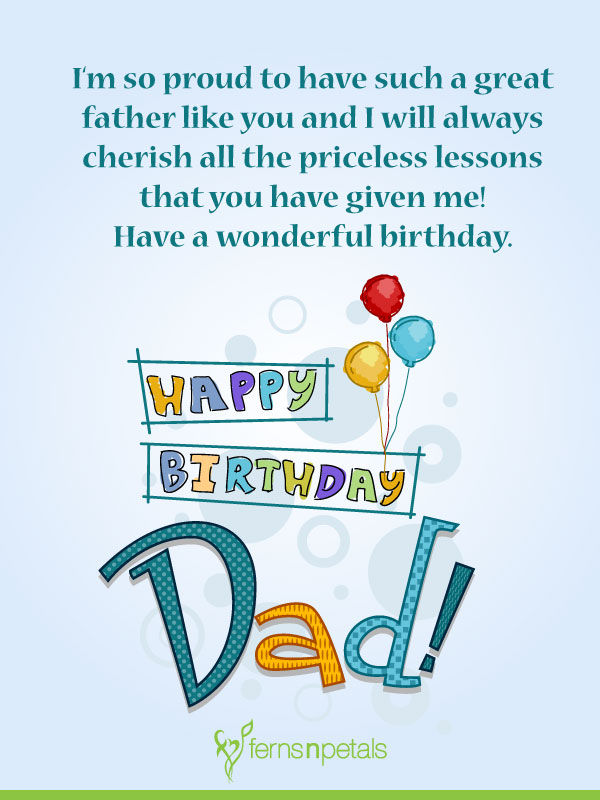 I'm so proud to have such a great
father like you and I will always
cherish all the priceless lessons
that you have given me!
Have a wonderful birthday.
HAPPY
BIRTHDAY
Dad!
fernsnpetals